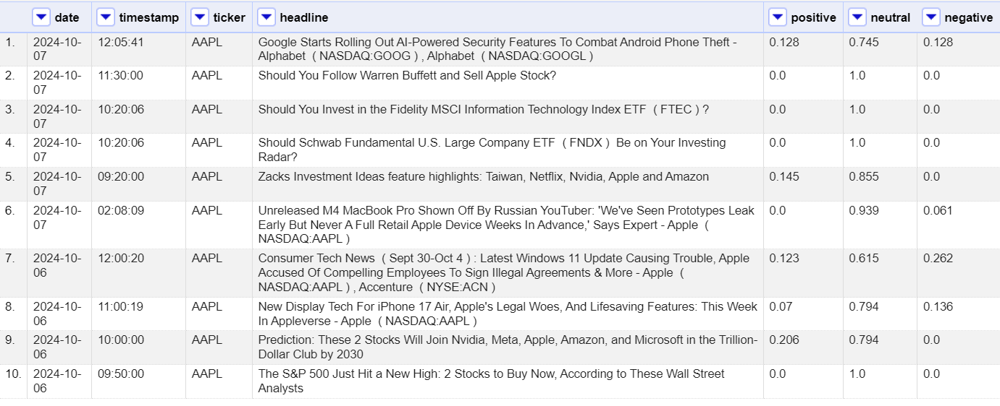 date timestamp ticker headline positive neutral negative
1. 2024-10-07 12:05:41 AAPL Google Starts Rolling Out AI-Powered Security Features To Combat Android Phone Theft - Alphabet ( NASDAQ:GOOG ) , Alphabet ( NASDAQ:GOOGL ) 0.128 0.745 0.128
2. 2024-10-07 11:30:00 AAPL Should You Follow Warren Buffett and Sell Apple Stock? 0.0 1.0 0.0
3. 2024-10-07 10:20:06 AAPL Should You Invest in the Fidelity MSCI Information Technology Index ETF ( FTEC ) ? 0.0 1.0 0.0
4. 2024-10-07 10:20:06 AAPL Should Schwab Fundamental U.S. Large Company ETF ( FNDX ) Be on Your Investing Radar? 0.0 1.0 0.0
5. 2024-10-07 09:20:00 AAPL Zacks Investment Ideas feature highlights: Taiwan, Netflix, Nvidia, Apple and Amazon 0.145 0.855 0.0
6. 2024-10-07 02:08:09 AAPL Unreleased M4 MacBook Pro Shown Off By Russian YouTuber: 'We've Seen Prototypes Leak Early But Never A Full Retail Apple Device Weeks In Advance,' Says Expert - Apple ( NASDAQ:AAPL ) 0.0 0.939 0.061
7. 2024-10-06 12:00:20 AAPL Consumer Tech News ( Sept 30-Oct 4 ) : Latest Windows 11 Update Causing Trouble, Apple Accused Of Compelling Employees To Sign Illegal Agreements & More - Apple ( NASDAQ:AAPL ) , Accenture ( NYSE:ACN ) 0.123 0.615 0.262
8. 2024-10-06 11:00:19 AAPL New Display Tech For iPhone 17 Air, Apple's Legal Woes, And Lifesaving Features: This Week In Appleverse - Apple ( NASDAQ:AAPL ) 0.07 0.794 0.136
9. 2024-10-06 10:00:00 AAPL Prediction: These 2 Stocks Will Join Nvidia, Meta, Apple, Amazon, and Microsoft in the Trillion-Dollar Club by 2030 0.206 0.794 0.0
10. 2024-10-06 09:50:00 AAPL The S&P 500 Just Hit a New High: 2 Stocks to Buy Now, According to These Wall Street Analysts 0.0 1.0 0.0